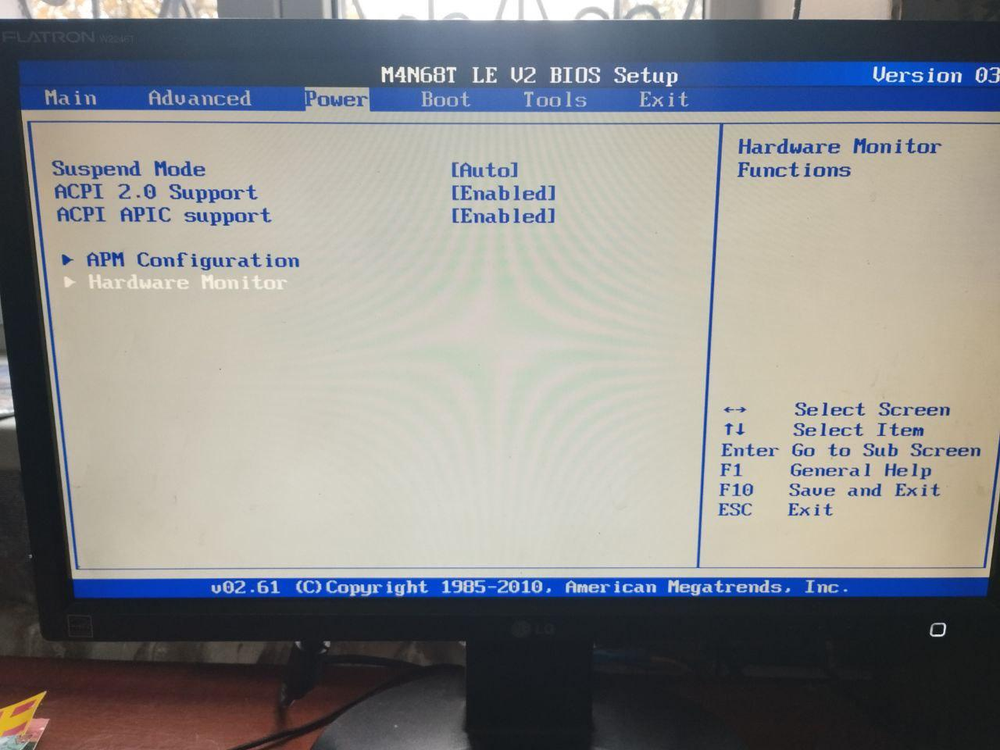 FLATRON W2246T
M4N68T LE V2 BIOS Setup Version 03
Main Advanced Power Boot Tools Exit
Suspend Mode [Auto]
ACPI 2.0 Support [Enabled]
ACPI APIC support [Enabled]
► APM Configuration
► Hardware Monitor
Hardware Monitor
Functions
←→ Select Screen
↑↓ Select Item
Enter Go to Sub Screen
F1 General Help
F10 Save and Exit
ESC Exit
v02.61 (C)Copyright 1985-2010, American Megatrends, Inc.
LG